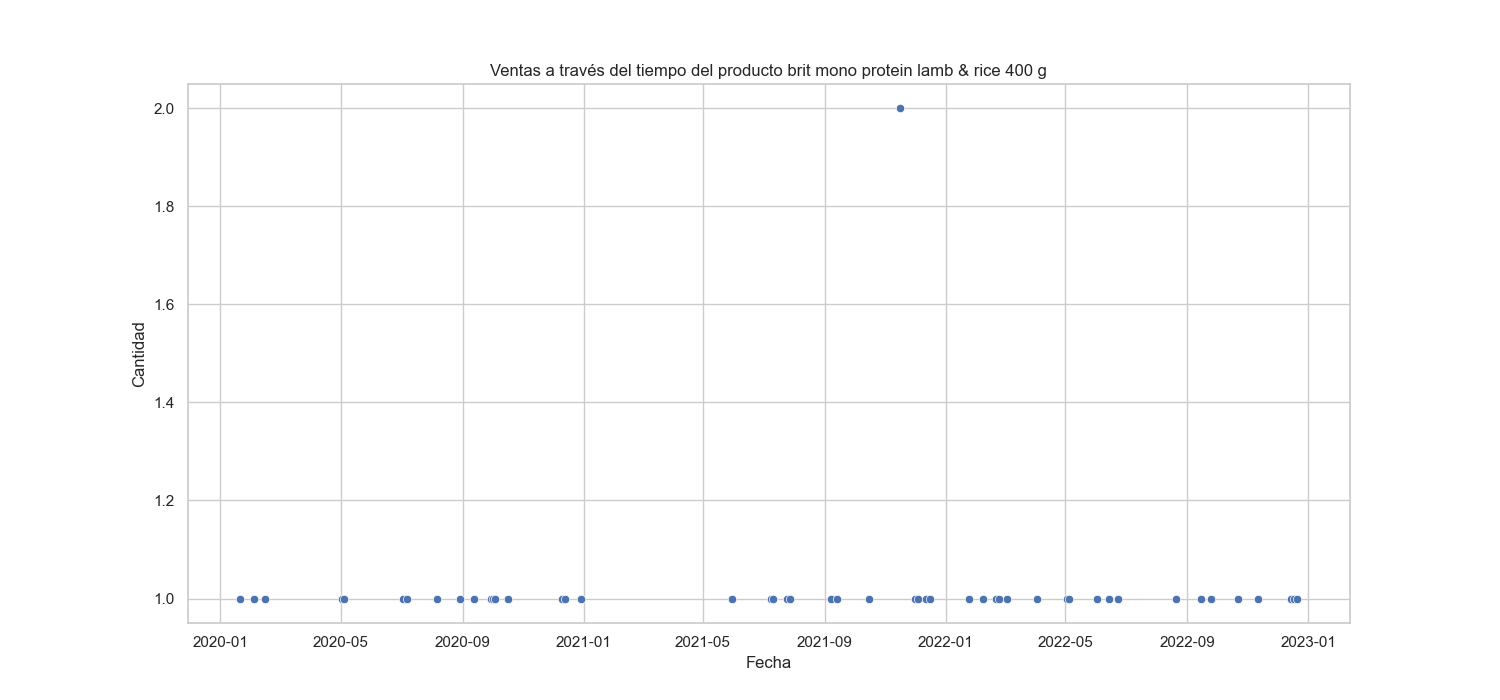 Ventas a través del tiempo del producto brit mono protein lamb & rice 400 g
2.0
1.8
1.6
1.4
1.2
1.0
Cantidad
2020-01 2020-05 2020-09 2021-01 2021-05 2021-09 2022-01 2022-05 2022-09 2023-01
Fecha